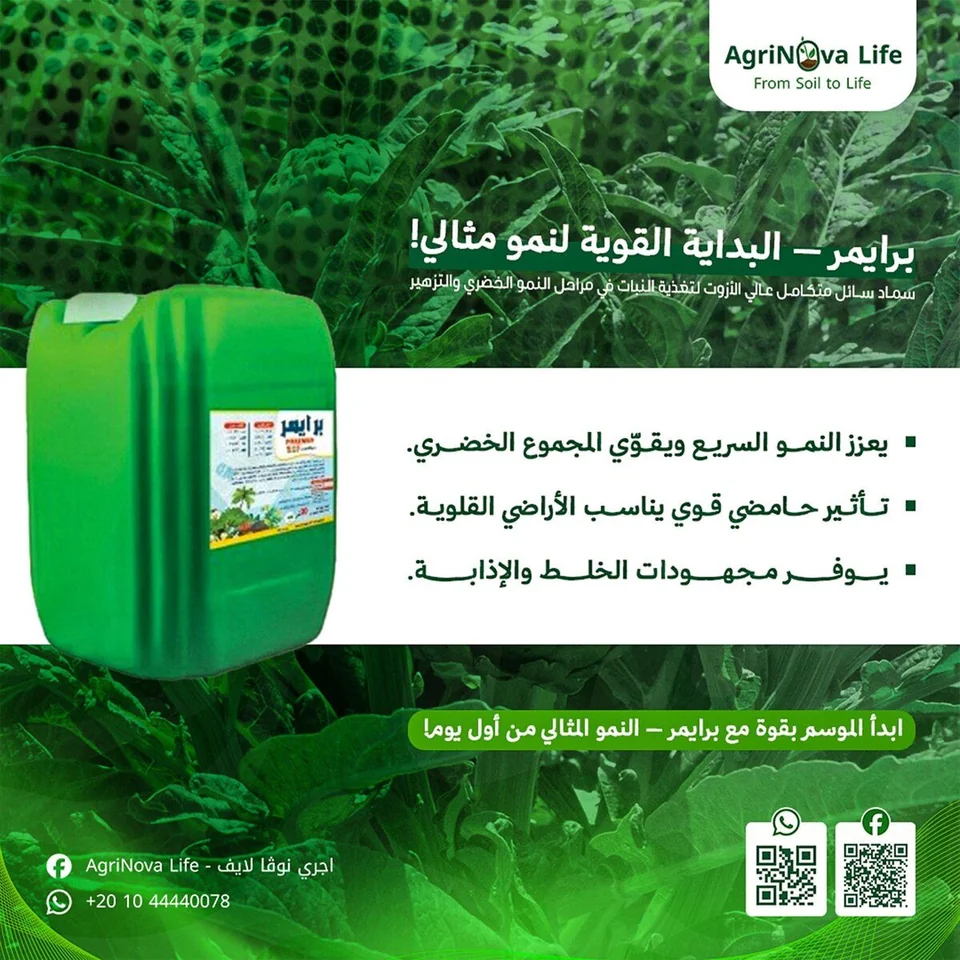 AgriNova Life
From Soil to Life
برايمر – البداية القوية لنمو مثالي!
سماد سائل متكامل عالي الأزوت لتغذية النبات في مراحل النمو الخضري والتزهير
برايمر
▪ يعزز النمو السريع ويقوّي المجموع الخضري.
▪ تأثير حامضي قوي يناسب الأراضي القلوية.
▪ يوفر مجهودات الخلط والإذابة.
ابدأ الموسم بقوة مع برايمر – النمو المثالي من أول يوم!
AgriNova Life - اجري نوڤا لايف
+20 10 44440078